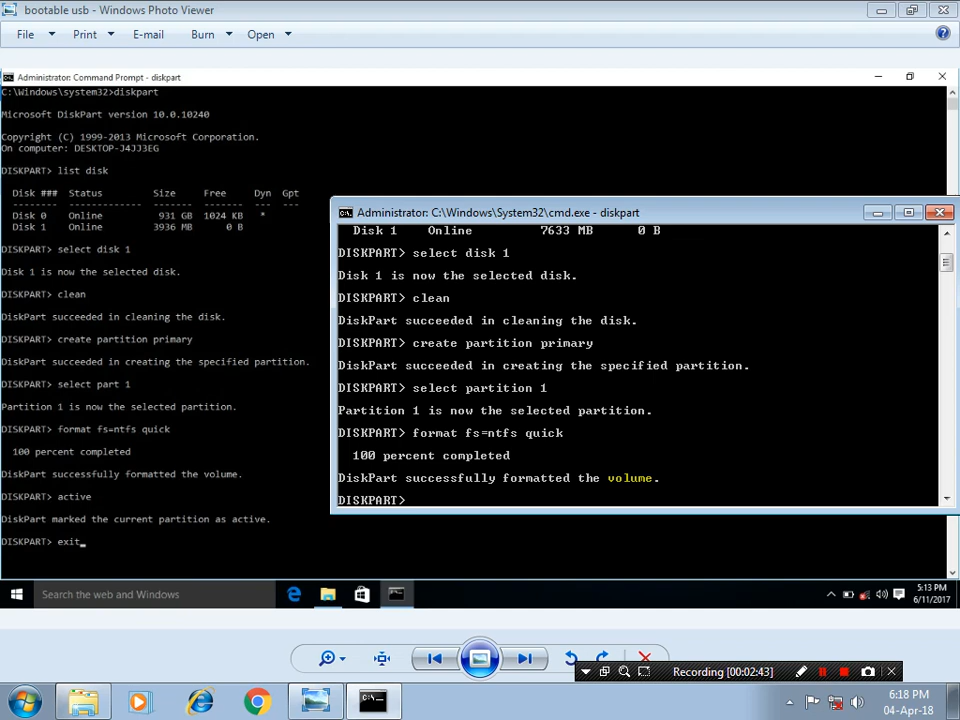 bootable usb - Windows Photo Viewer
File Print E-mail Burn Open
Administrator: Command Prompt - diskpart
C:\Windows\system32>diskpart
Microsoft DiskPart version 10.0.10240
Copyright (C) 1999-2013 Microsoft Corporation.
On computer: DESKTOP-J4JJ3EG
DISKPART> list disk
Disk ### Status Size Free Dyn Gpt
-------- ------------- ------- ------- --- ---
Disk 0 Online 931 GB 1024 KB *
Disk 1 Online 3936 MB 0 B
DISKPART> select disk 1
Disk 1 is now the selected disk.
DISKPART> clean
DiskPart succeeded in cleaning the disk.
DISKPART> create partition primary
DiskPart succeeded in creating the specified partition.
DISKPART> select part 1
Partition 1 is now the selected partition.
DISKPART> format fs=ntfs quick
100 percent completed
DiskPart successfully formatted the volume.
DISKPART> active
DiskPart marked the current partition as active.
DISKPART> exit_
Administrator: C:\Windows\System32\cmd.exe - diskpart
Disk 1 Online 7633 MB 0 B
DISKPART> select disk 1
Disk 1 is now the selected disk.
DISKPART> clean
DiskPart succeeded in cleaning the disk.
DISKPART> create partition primary
DiskPart succeeded in creating the specified partition.
DISKPART> select partition 1
Partition 1 is now the selected partition.
DISKPART> format fs=ntfs quick
100 percent completed
DiskPart successfully formatted the volume.
DISKPART>
Search the web and Windows
5:13 PM
6/11/2017
Recording [00:02:43]
6:18 PM
04-Apr-18